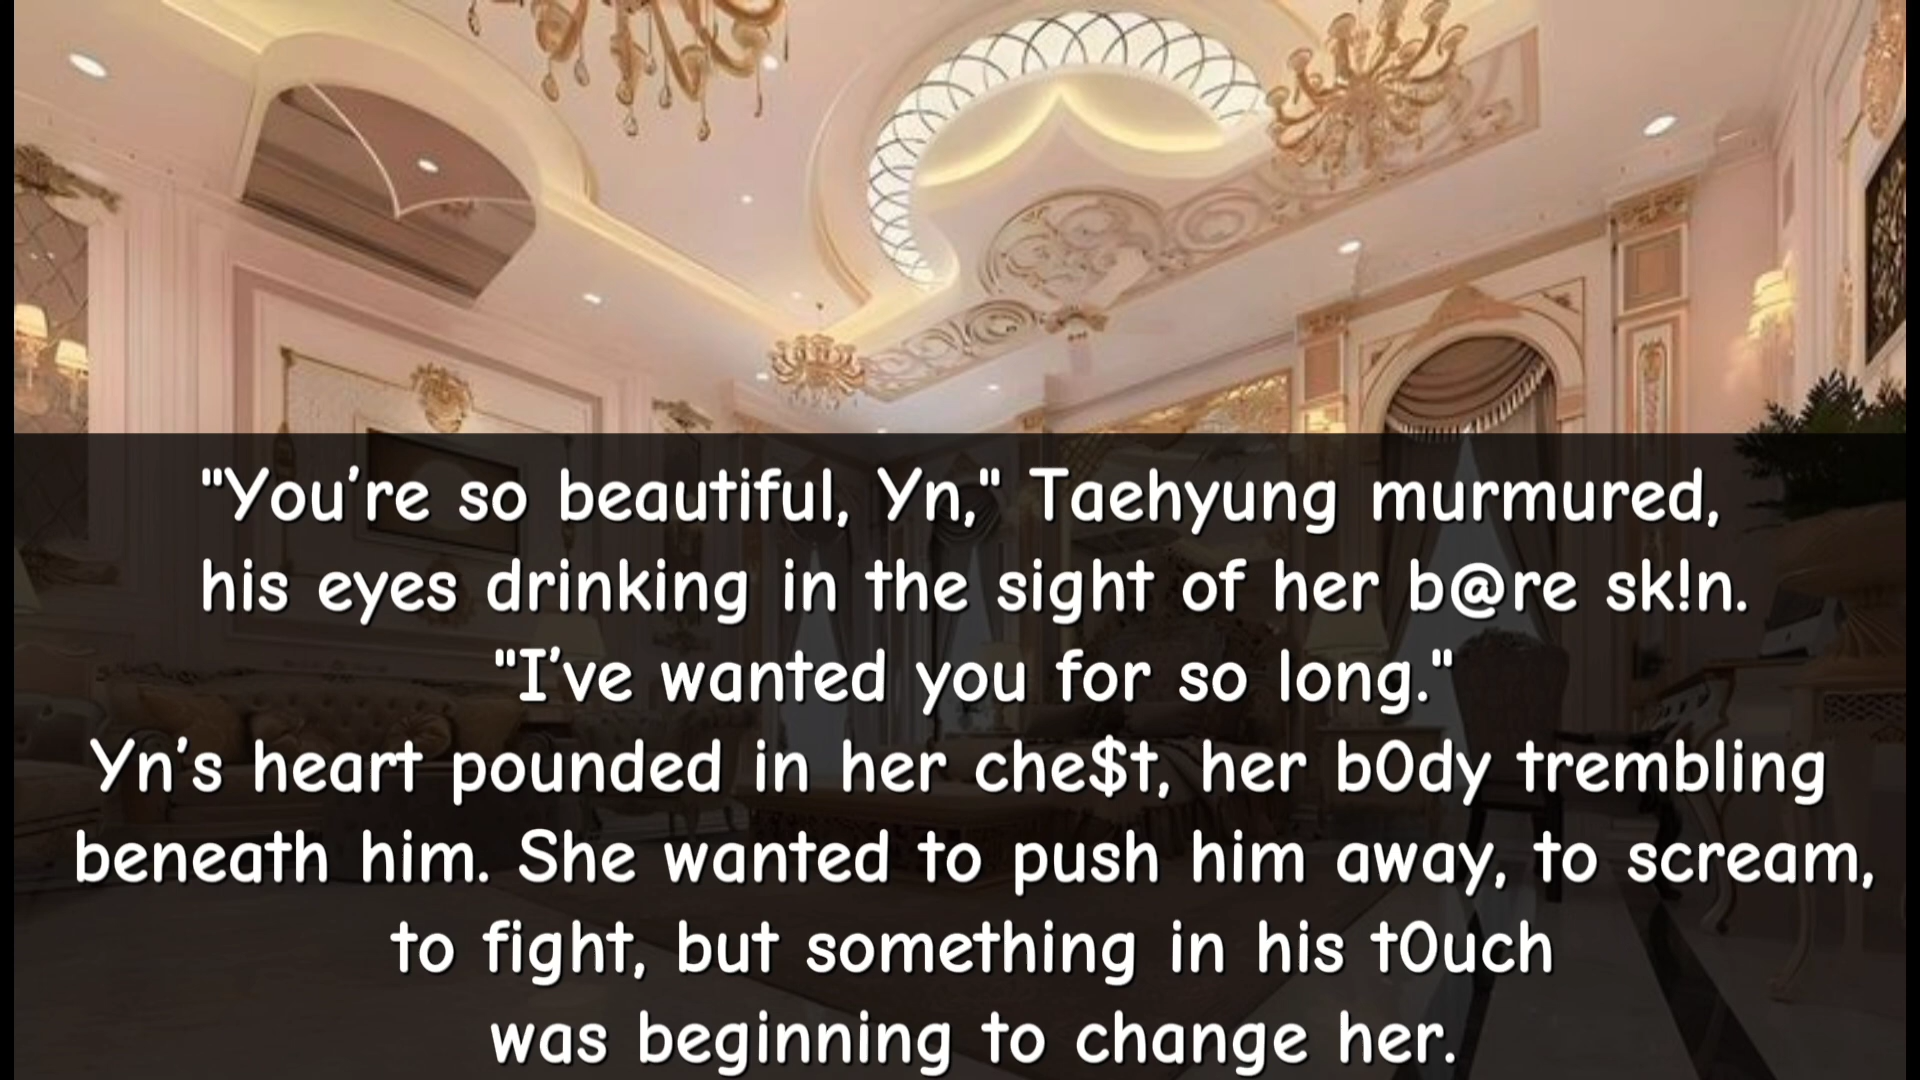 "You're so beautiful, Yn," Taehyung murmured,
his eyes drinking in the sight of her b@re sk!n.
"I've wanted you for so long."
Yn's heart pounded in her che$t, her b0dy trembling
beneath him. She wanted to push him away, to scream,
to fight, but something in his t0uch
was beginning to change her.